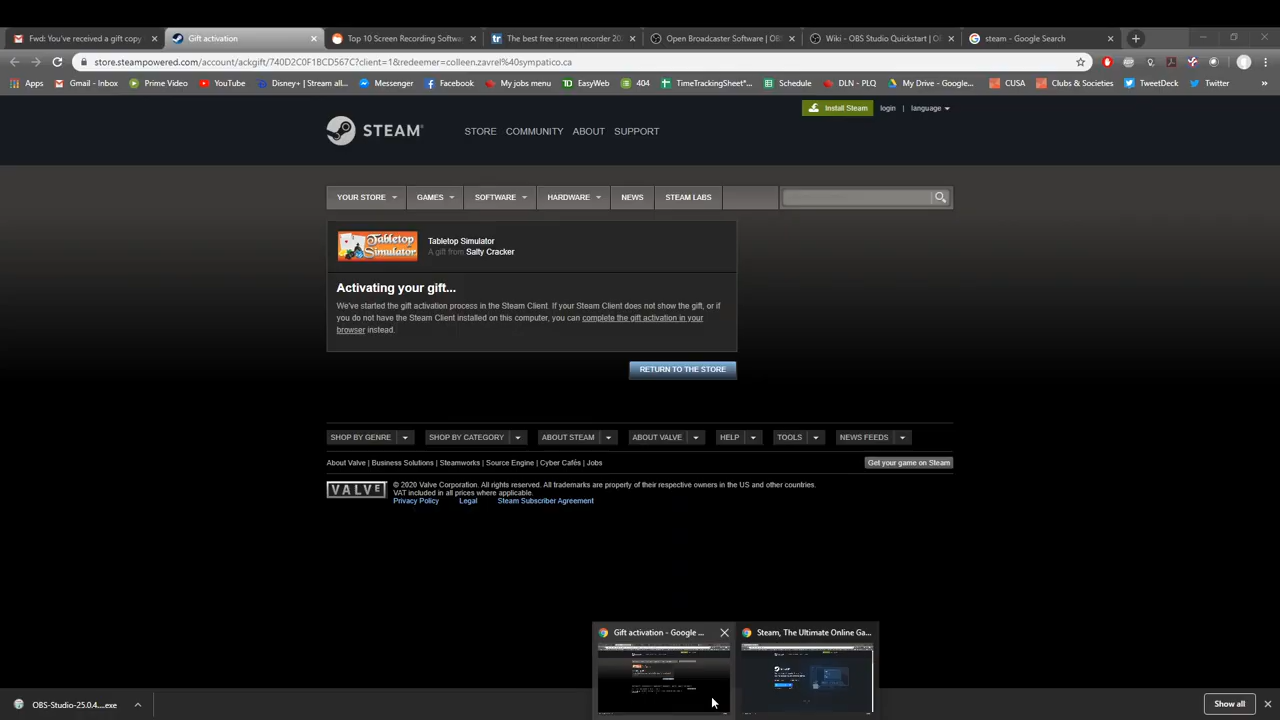 Fwd: You've received a gift copy
Gift activation
Top 10 Screen Recording Softwa
The best free screen recorder 20
Open Broadcaster Software | OBS
Wiki - OBS Studio Quickstart | O
steam - Google Search
store.steampowered.com/account/ackgift/740D2C0F1BCD567C?client=1&redeemer=colleen.zavrel%40sympatico.ca
Apps
Gmail - Inbox
Prime Video
YouTube
Disney+ | Stream all...
Messenger
Facebook
My jobs menu
EasyWeb
404
TimeTrackingSheet*...
Schedule
DLN - PLQ
My Drive - Google...
CUSA
Clubs & Societies
TweetDeck
Twitter
Install Steam
login | language
STEAM
STORE COMMUNITY ABOUT SUPPORT
YOUR STORE GAMES SOFTWARE HARDWARE NEWS STEAM LABS
Tabletop Simulator
Tabletop Simulator
A gift from Salty Cracker
Activating your gift...
We've started the gift activation process in the Steam Client. If your Steam Client does not show the gift, or if
you do not have the Steam Client installed on this computer, you can complete the gift activation in your
browser instead.
RETURN TO THE STORE
SHOP BY GENRE SHOP BY CATEGORY ABOUT STEAM ABOUT VALVE HELP TOOLS NEWS FEEDS
About Valve | Business Solutions | Steamworks | Source Engine | Cyber Cafés | Jobs
Get your game on Steam
VALVE
© 2020 Valve Corporation. All rights reserved. All trademarks are property of their respective owners in the US and other countries.
VAT included in all prices where applicable.
Privacy Policy Legal Steam Subscriber Agreement
Gift activation - Google ...
Steam, The Ultimate Online Ga...
OBS-Studio-25.0.4....exe
Show all